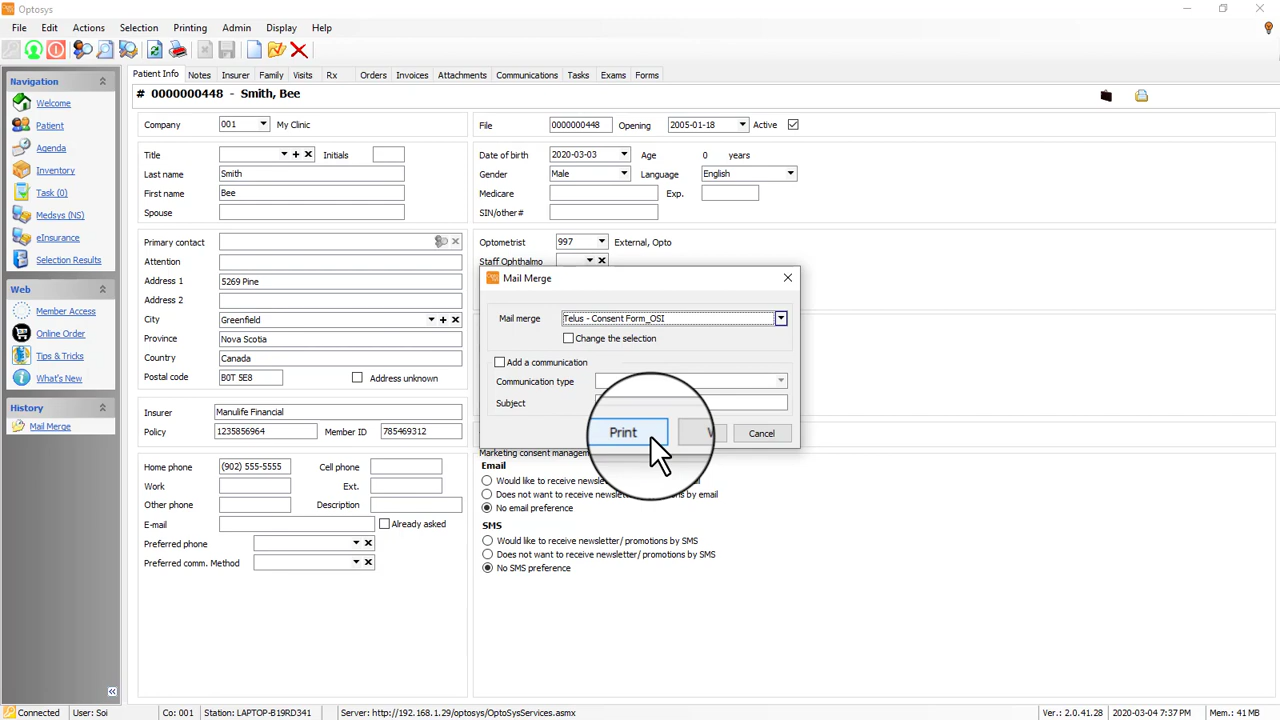 Optosys
File Edit Actions Selection Printing Admin Display Help
Navigation
Welcome
Patient
Agenda
Inventory
Task (0)
Medsys (NS)
eInsurance
Selection Results
Web
Member Access
Online Order
Tips & Tricks
What's New
History
Mail Merge
Patient Info Notes Insurer Family Visits Rx Orders Invoices Attachments Communications Tasks Exams Forms
# 0000000448 - Smith, Bee
Company 001 My Clinic
Title Initials
Last name Smith
First name Bee
Spouse
Primary contact
Attention
Address 1 5269 Pine
Address 2
City Greenfield
Province Nova Scotia
Country Canada
Postal code B0T 5E8 Address unknown
Insurer Manulife Financial
Policy 1235856964 Member ID 785469312
Home phone (902) 555-5555 Cell phone
Work Ext.
Other phone Description
E-mail Already asked
Preferred phone
Preferred comm. Method
File 0000000448 Opening 2005-01-18 Active
Date of birth 2020-03-03 Age 0 years
Gender Male Language English
Medicare Exp.
SIN/other#
Optometrist 997 External, Opto
Staff Ophthalmo
Mail Merge
Mail merge Telus - Consent Form_OSI
Change the selection
Add a communication
Communication type
Subject
Print Cancel
Marketing consent managem
Email
Would like to receive newsle
Does not want to receive newsle by email
No email preference
SMS
Would like to receive newsletter/ promotions by SMS
Does not want to receive newsletter/ promotions by SMS
No SMS preference
Connected User: Soi Co: 001 Station: LAPTOP-B19RD341 Server: http://192.168.1.29/optosys/OptoSysServices.asmx Ver.: 2.0.41.28 2020-03-04 7:37 PM Mem.: 41 MB